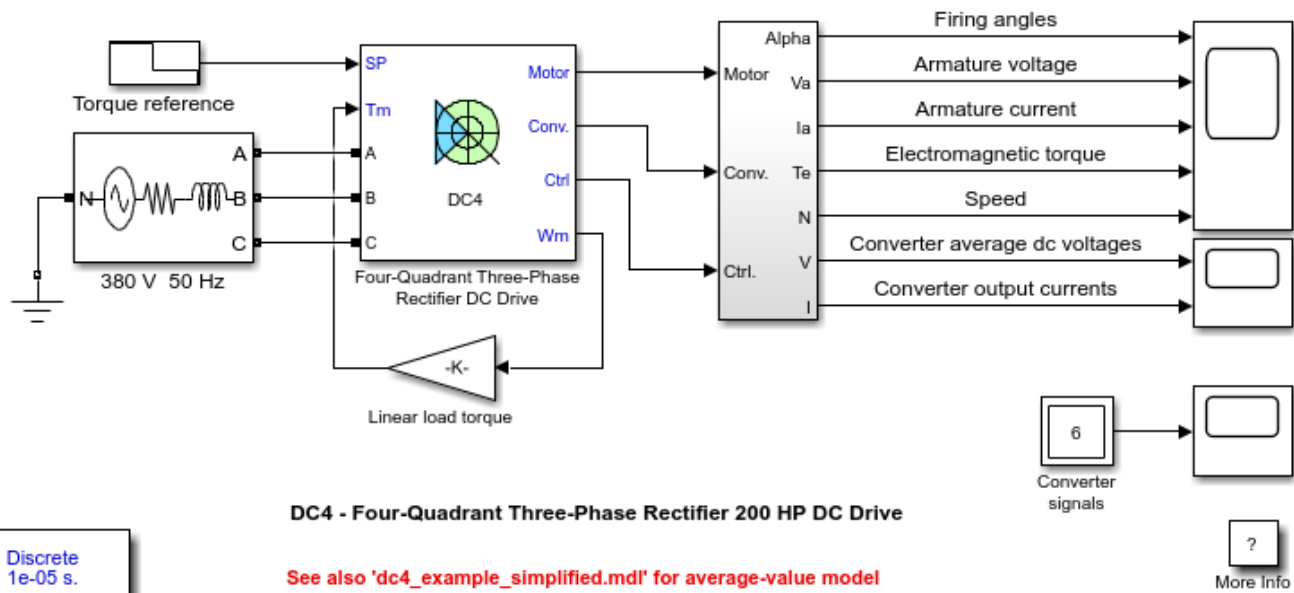 Torque reference
N
A
B
C
380 V  50 Hz
SP
Tm
A
B
C
Motor
Conv.
Ctrl
Wm
DC4
Four-Quadrant Three-Phase
Rectifier DC Drive
-K-
Linear load torque
Motor
Conv.
Ctrl.
Alpha
Va
Ia
Te
N
V
I
Firing angles
Armature voltage
Armature current
Electromagnetic torque
Speed
Converter average dc voltages
Converter output currents
6
Converter
signals
DC4 - Four-Quadrant Three-Phase Rectifier 200 HP DC Drive
Discrete
1e-05 s.
See also 'dc4_example_simplified.mdl' for average-value model
?
More Info